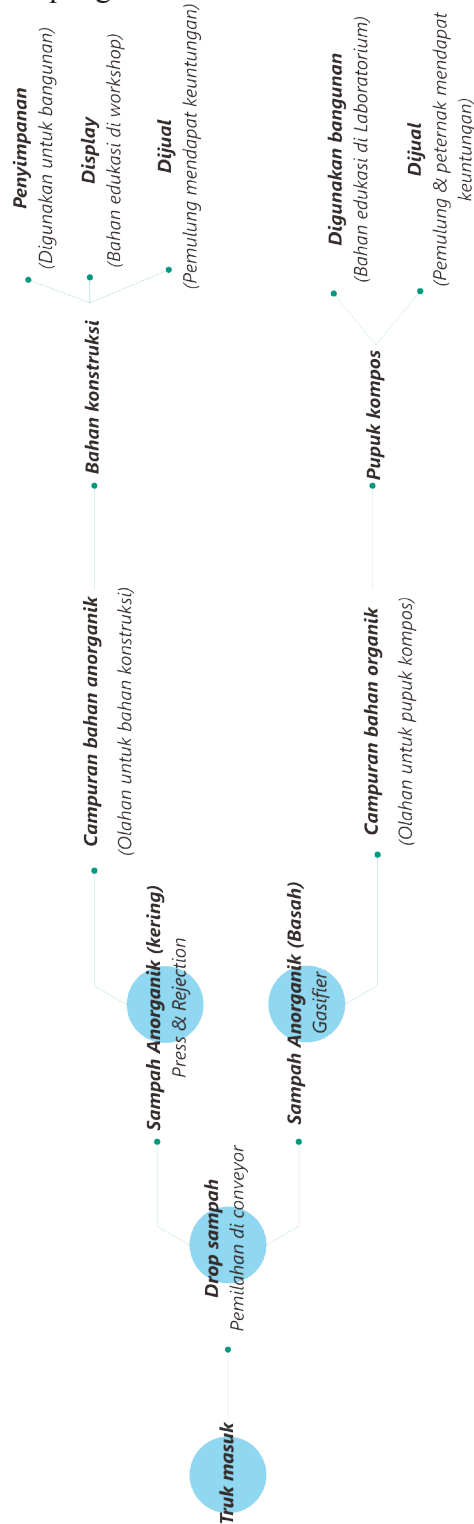 Truk masuk
Drop sampah
Pemilahan di conveyor
Sampah Anorganik (kering)
Press & Rejection
Campuran bahan anorganik
(Olahan untuk bahan konstruksi)
Bahan konstruksi
Penyimpanan
(Digunakan untuk bangunan)
Display
(Bahan edukasi di workshop)
Dijual
(Pemulung mendapat keuntungan)
Sampah Anorganik (Basah)
Gasifier
Campuran bahan organik
(Olahan untuk pupuk kompos)
Pupuk kompos
Digunakan bangunan
(Bahan edukasi di Laboratorium)
Dijual
(Pemulung & peternak mendapat
keuntungan)